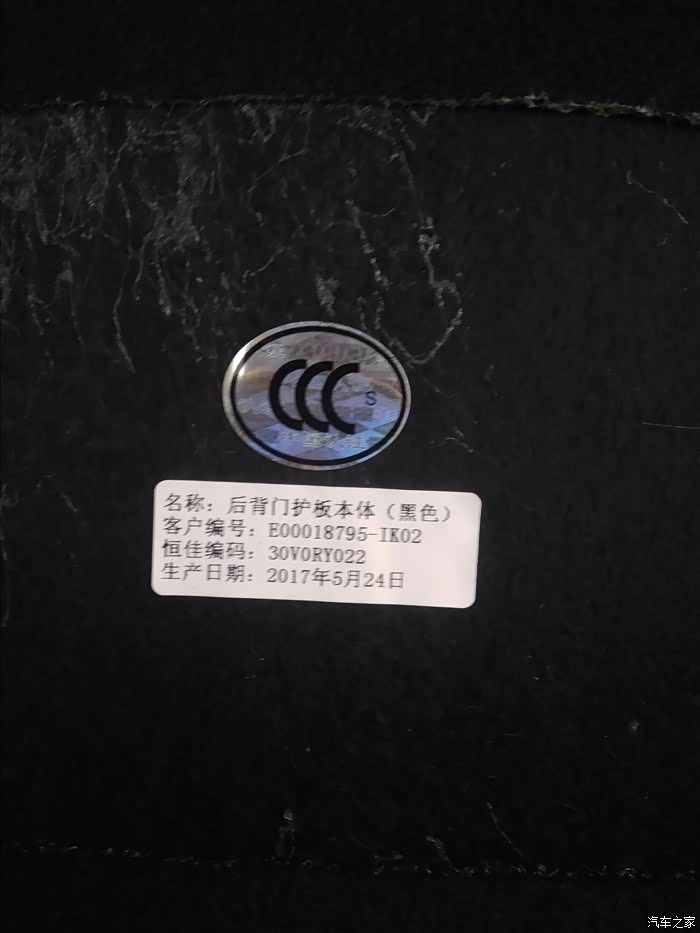 CCC
S
名称：后背门护板本体（黑色）
客户编号：E00018795-IK02
恒佳编码：30V0RY022
生产日期：2017年5月24日
汽车之家